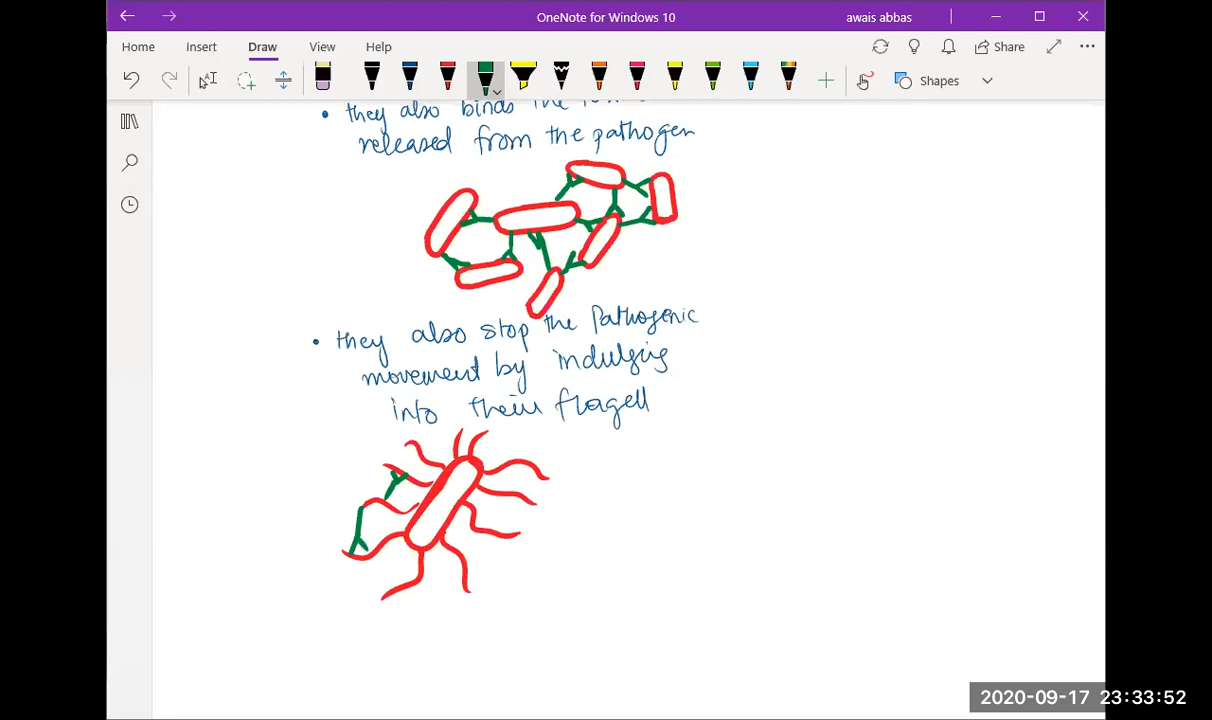 OneNote for Windows 10
awais abbas
Home Insert Draw View Help
Share
Shapes
• they also binds the
released from the pathogen
• they also stop the Pathogenic
movement by indulging
into their flagell
2020-09-17 23:33:52